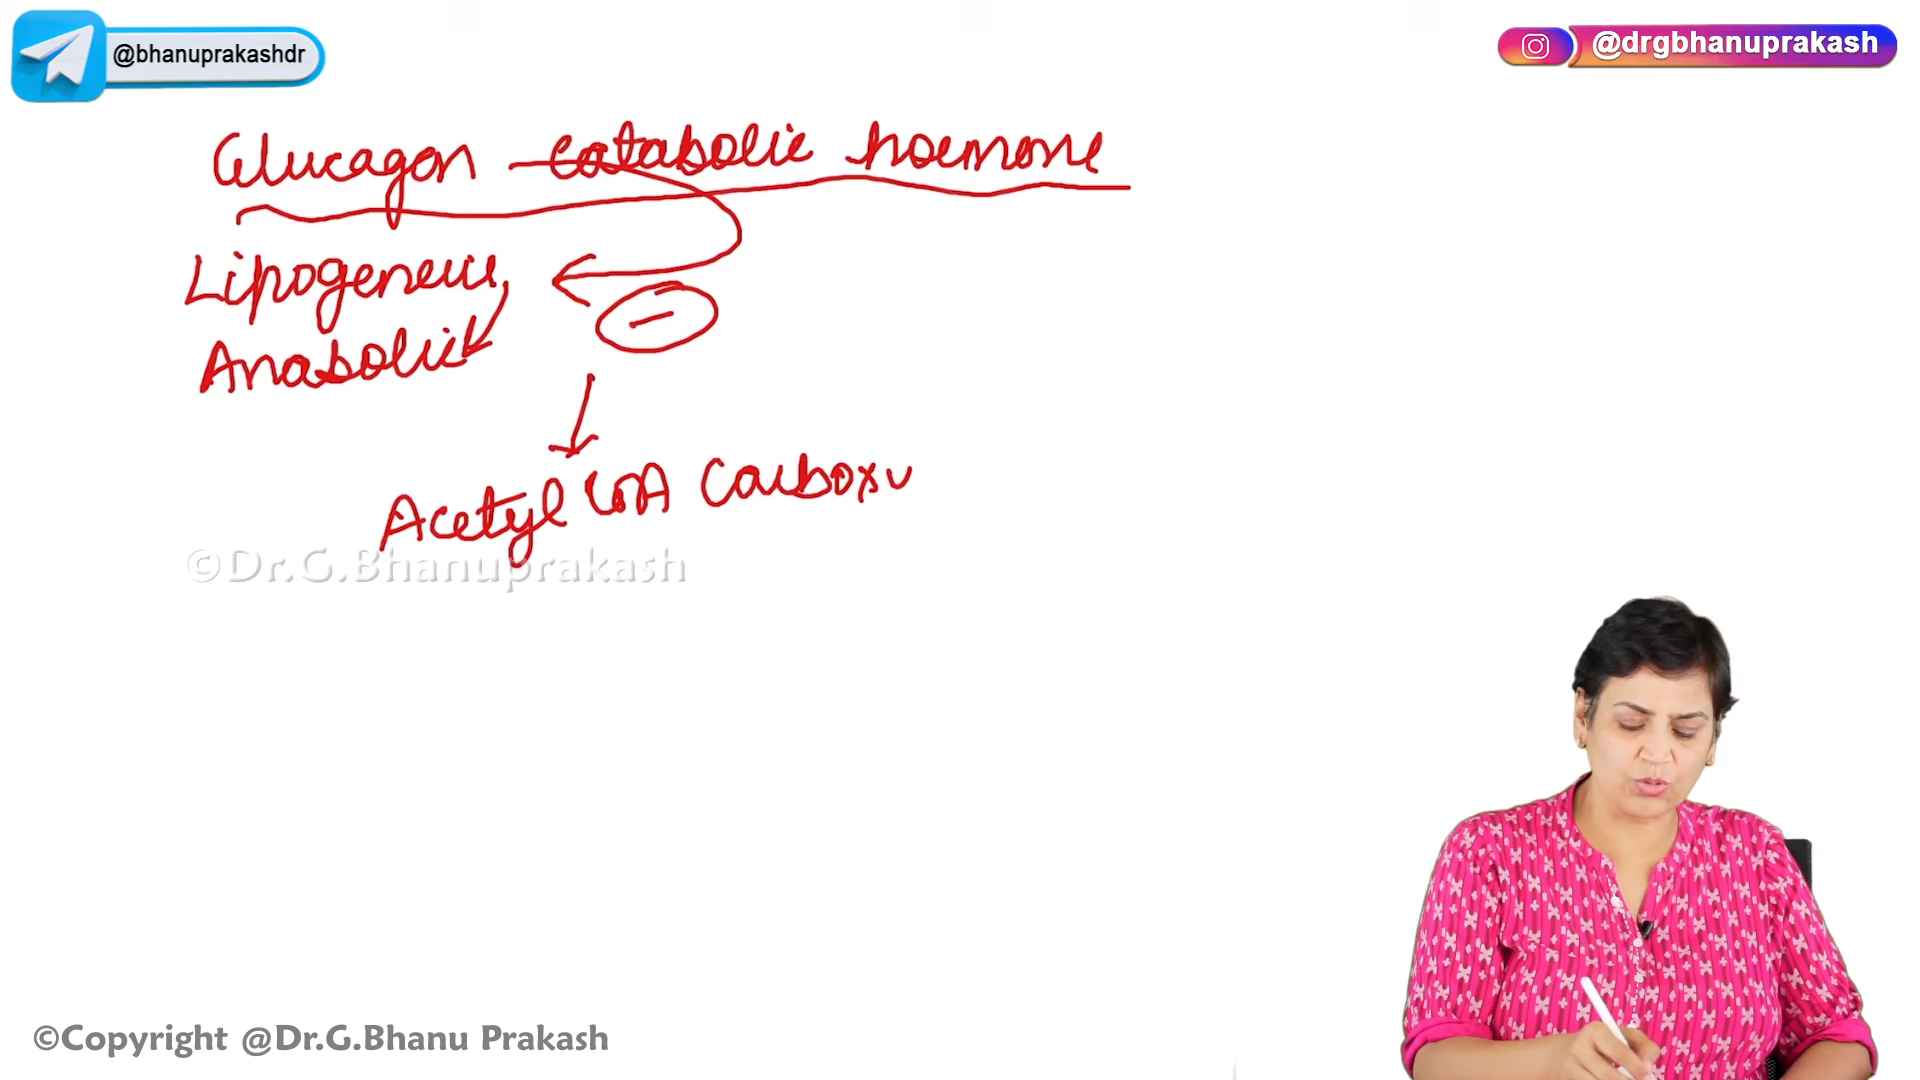 @bhanuprakashdr
@drgbhanuprakash
Glucagon - catabolic hormone
Lipogenesis
-
Anabolic
Acetyl CoA Carboxy
©Dr.G.Bhanuprakash
©Copyright @Dr.G.Bhanu Prakash